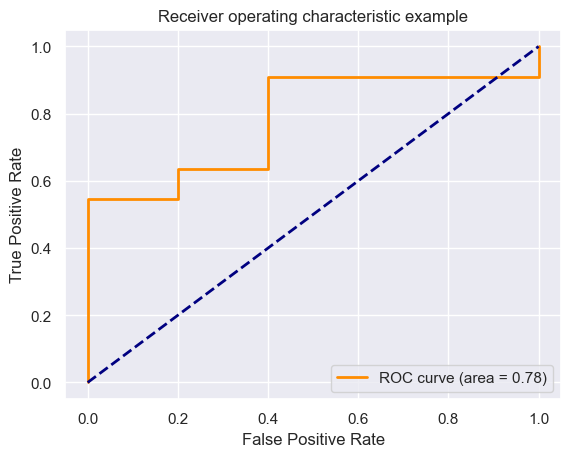 Receiver operating characteristic example
True Positive Rate
1.0
0.8
0.6
0.4
0.2
0.0
ROC curve (area = 0.78)
0.0 0.2 0.4 0.6 0.8 1.0
False Positive Rate